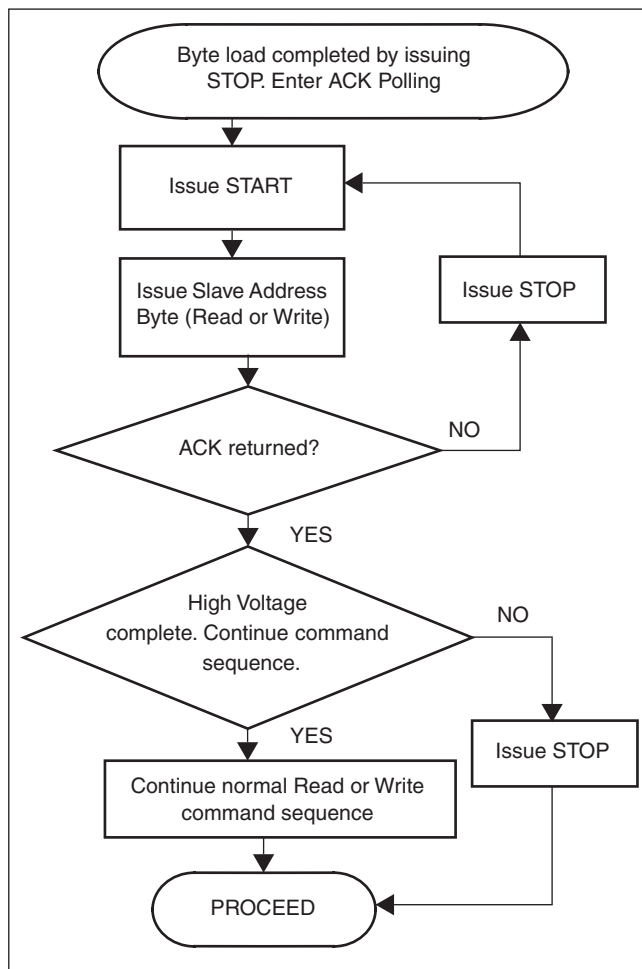 Byte load completed by issuing
STOP. Enter ACK Polling
Issue START
Issue Slave Address
Byte (Read or Write)
Issue STOP
ACK returned?
NO
YES
High Voltage
complete. Continue command
sequence.
NO
YES
Issue STOP
Continue normal Read or Write
command sequence
PROCEED